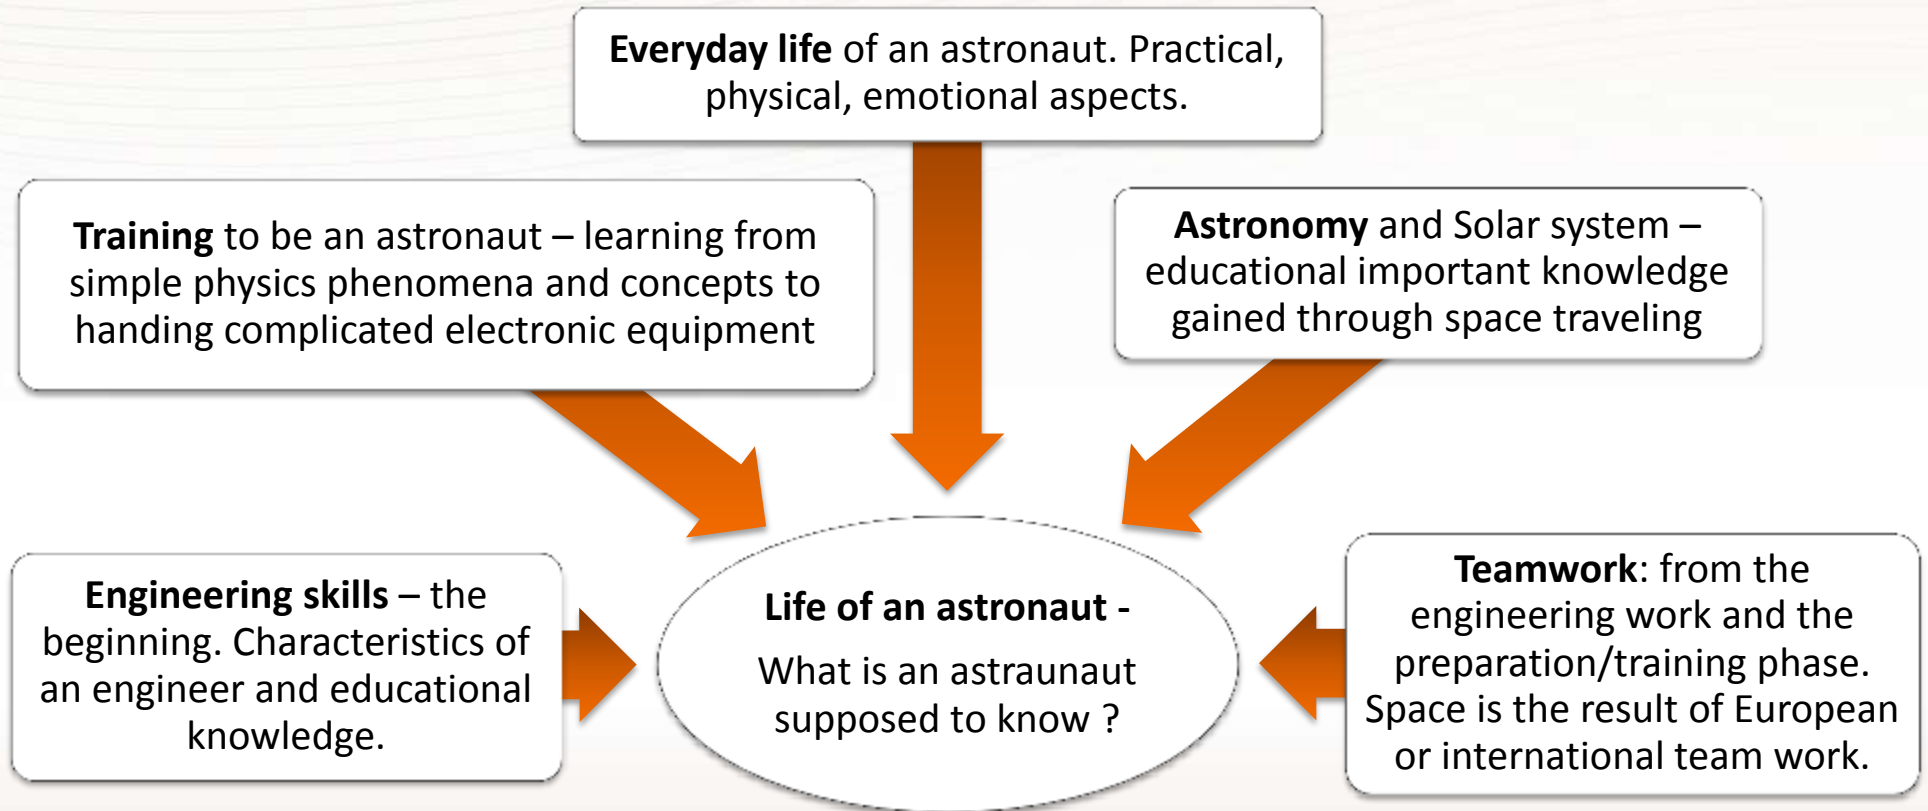 Everyday life of an astronaut. Practical,
physical, emotional aspects.
Training to be an astronaut – learning from
simple physics phenomena and concepts to
handing complicated electronic equipment
Astronomy and Solar system –
educational important knowledge
gained through space traveling
Engineering skills – the
beginning. Characteristics of
an engineer and educational
knowledge.
Life of an astronaut -
What is an astraunaut
supposed to know ?
Teamwork: from the
engineering work and the
preparation/training phase.
Space is the result of European
or international team work.